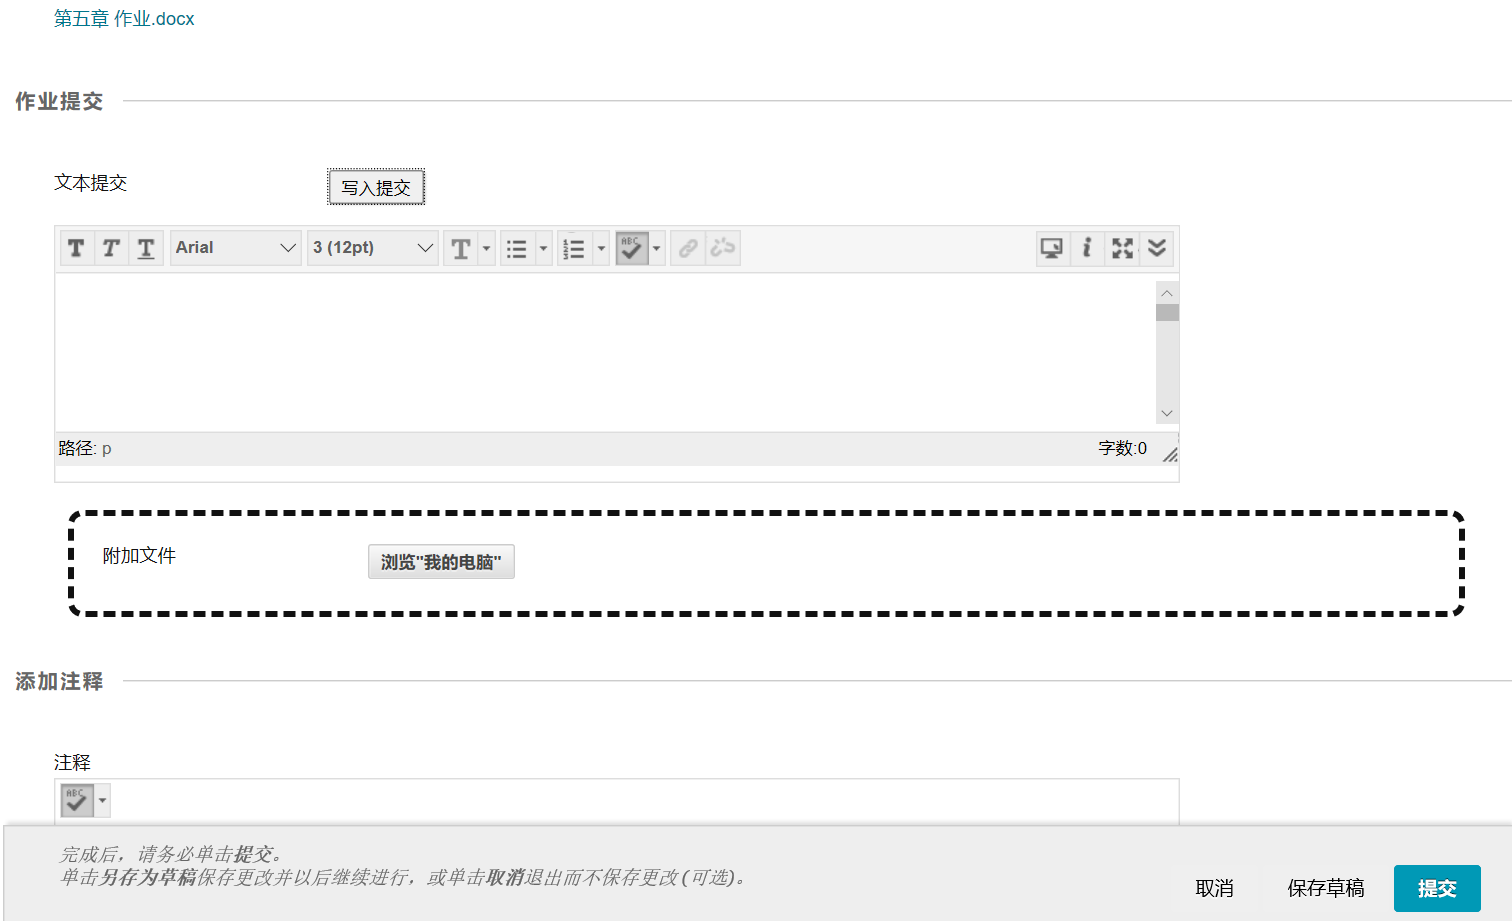 第五章 作业.docx
作业提交
文本提交
写入提交
T T T Arial 3 (12pt) T ABC
路径: p
字数:0
附加文件
浏览"我的电脑"
添加注释
注释
ABC
完成后，请务必单击提交。
单击另存为草稿保存更改并以后继续进行，或单击取消退出而不保存更改(可选)。
取消
保存草稿
提交